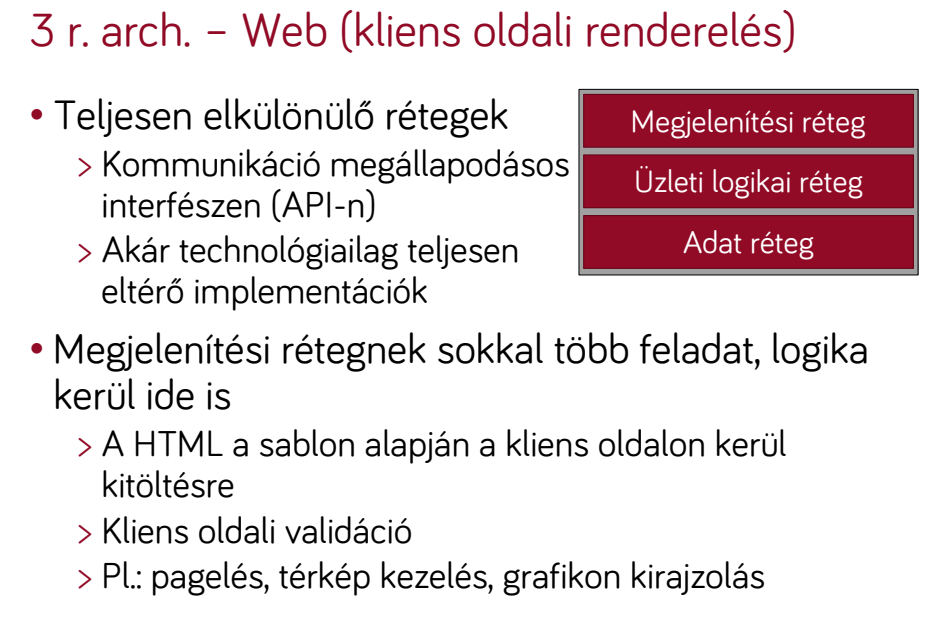 3 r. arch. – Web (kliens oldali renderelés)
• Teljesen elkülönülő rétegek
> Kommunikáció megállapodásos
interfészen (API-n)
> Akár technológiailag teljesen
eltérő implementációk
Megjelenítési réteg
Üzleti logikai réteg
Adat réteg
• Megjelenítési rétegnek sokkal több feladat, logika
kerül ide is
> A HTML a sablon alapján a kliens oldalon kerül
kitöltésre
> Kliens oldali validáció
> Pl.: pagelés, térkép kezelés, grafikon kirajzolás